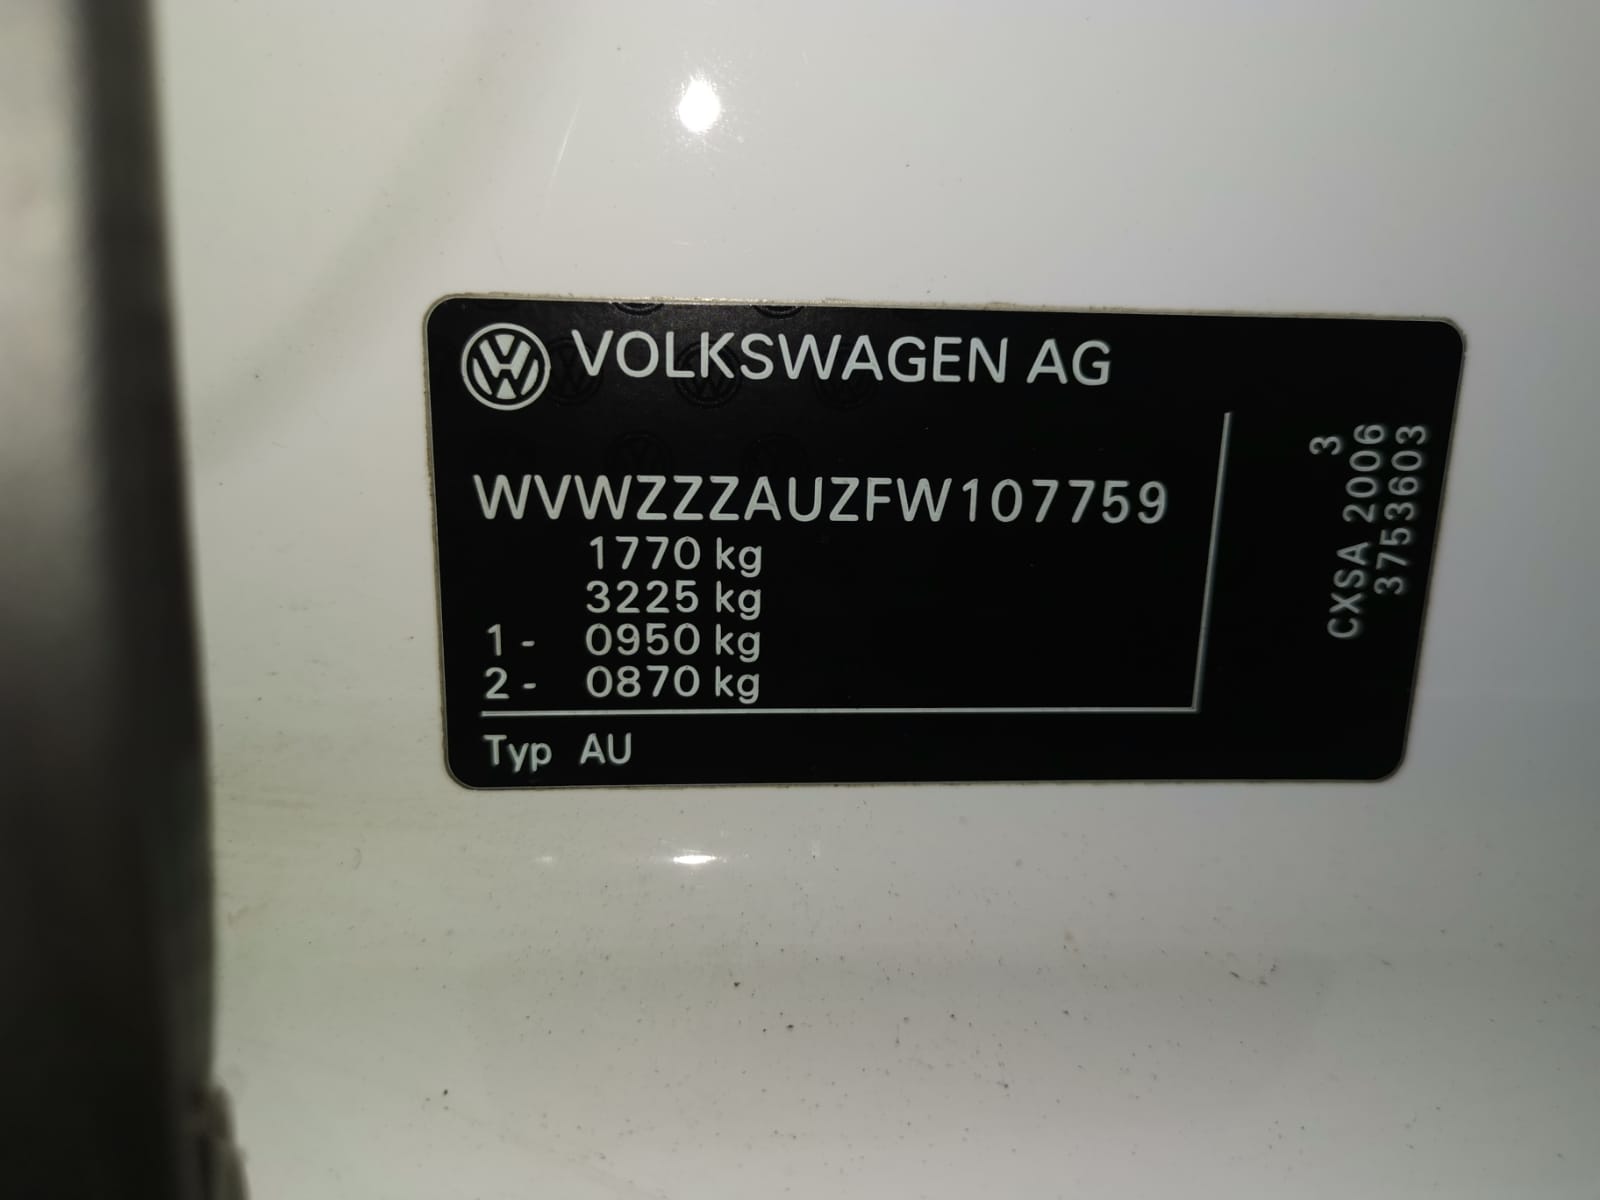 VOLKSWAGEN AG
WVWZZZAUZFW107759
1770 kg
3225 kg
1- 0950 kg
2- 0870 kg
Typ AU
3
CXSA 2006
3753603